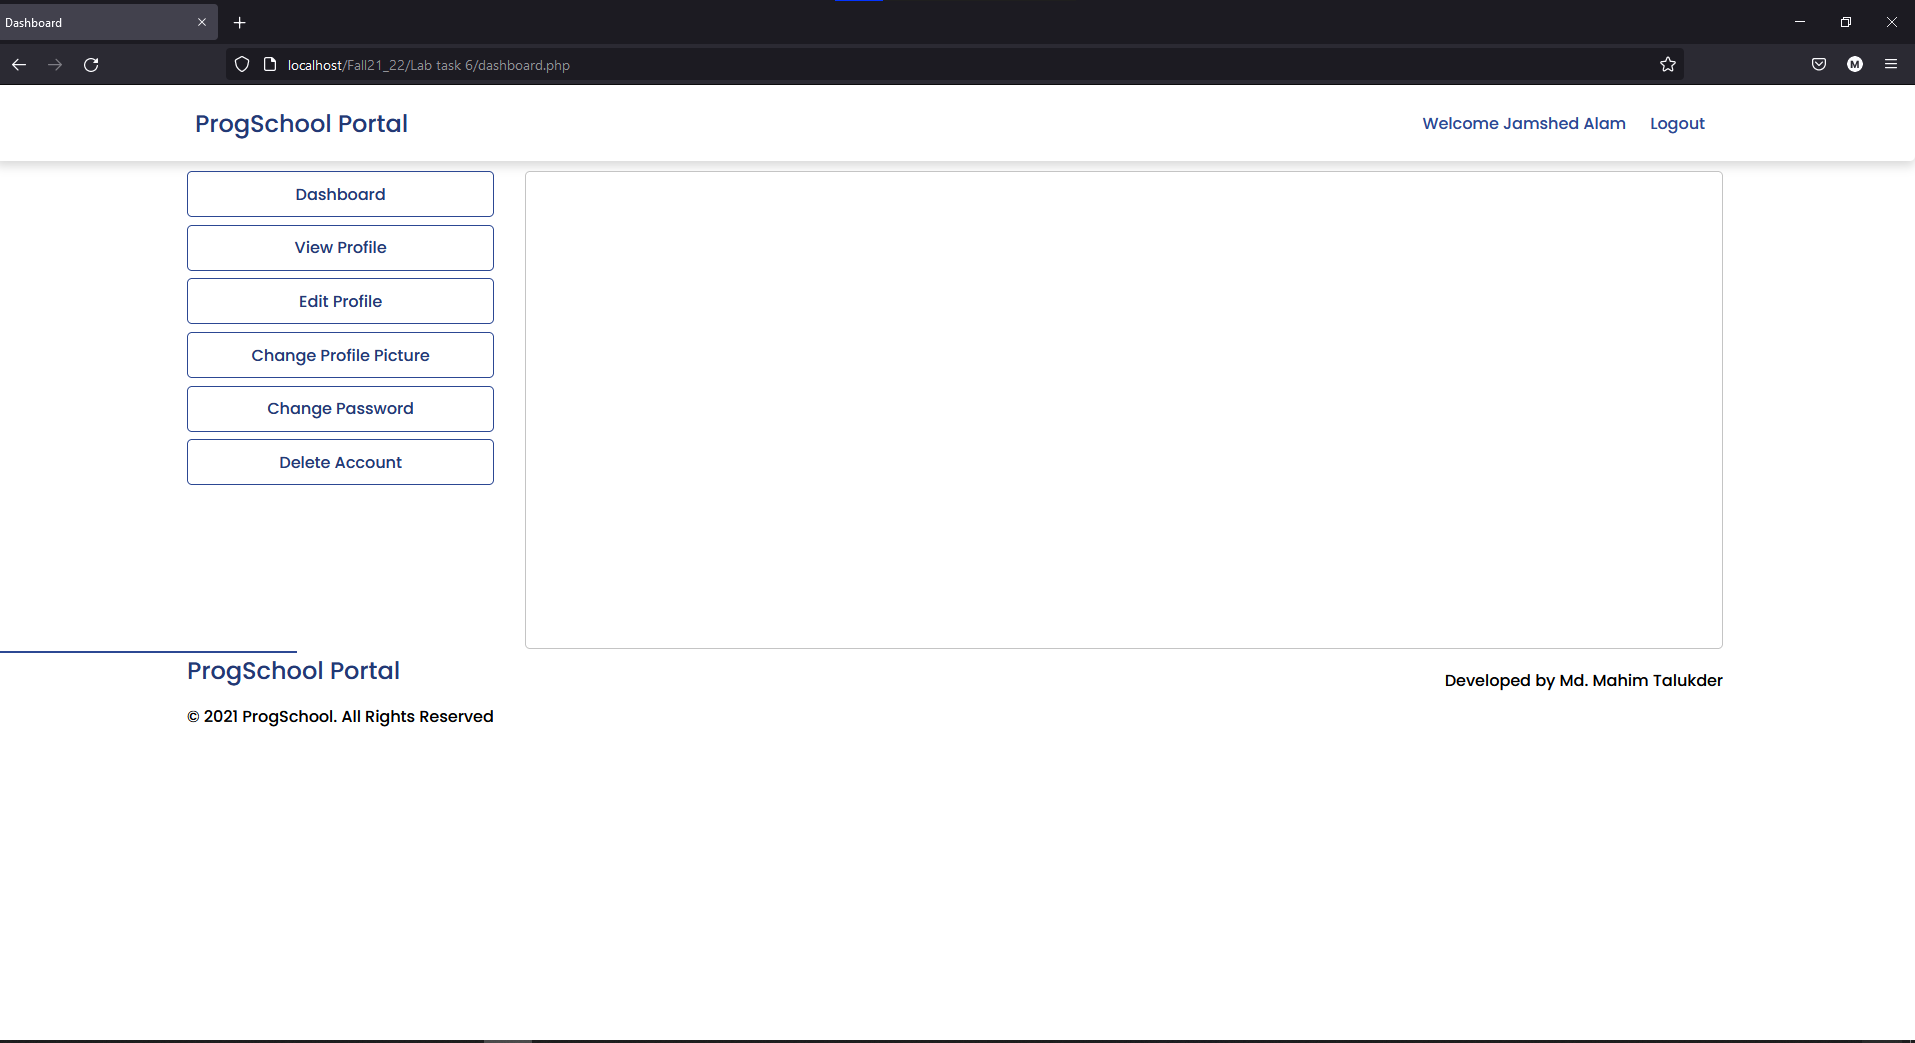 Dashboard
localhost/Fall21_22/Lab task 6/dashboard.php
M
ProgSchool Portal
Welcome Jamshed Alam
Logout
Dashboard
View Profile
Edit Profile
Change Profile Picture
Change Password
Delete Account
ProgSchool Portal
Developed by Md. Mahim Talukder
© 2021 ProgSchool. All Rights Reserved